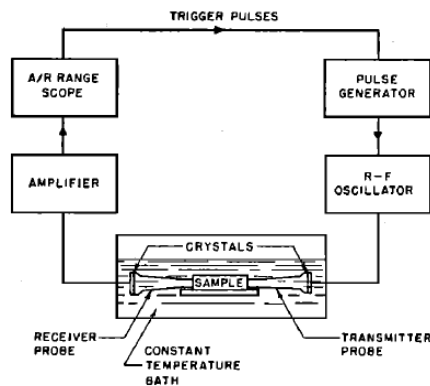 TRIGGER PULSES
A/R RANGE
SCOPE
PULSE
GENERATOR
AMPLIFIER
R-F
OSCILLATOR
CRYSTALS
SAMPLE
RECEIVER
PROBE
CONSTANT
TEMPERATURE
BATH
TRANSMITTER
PROBE